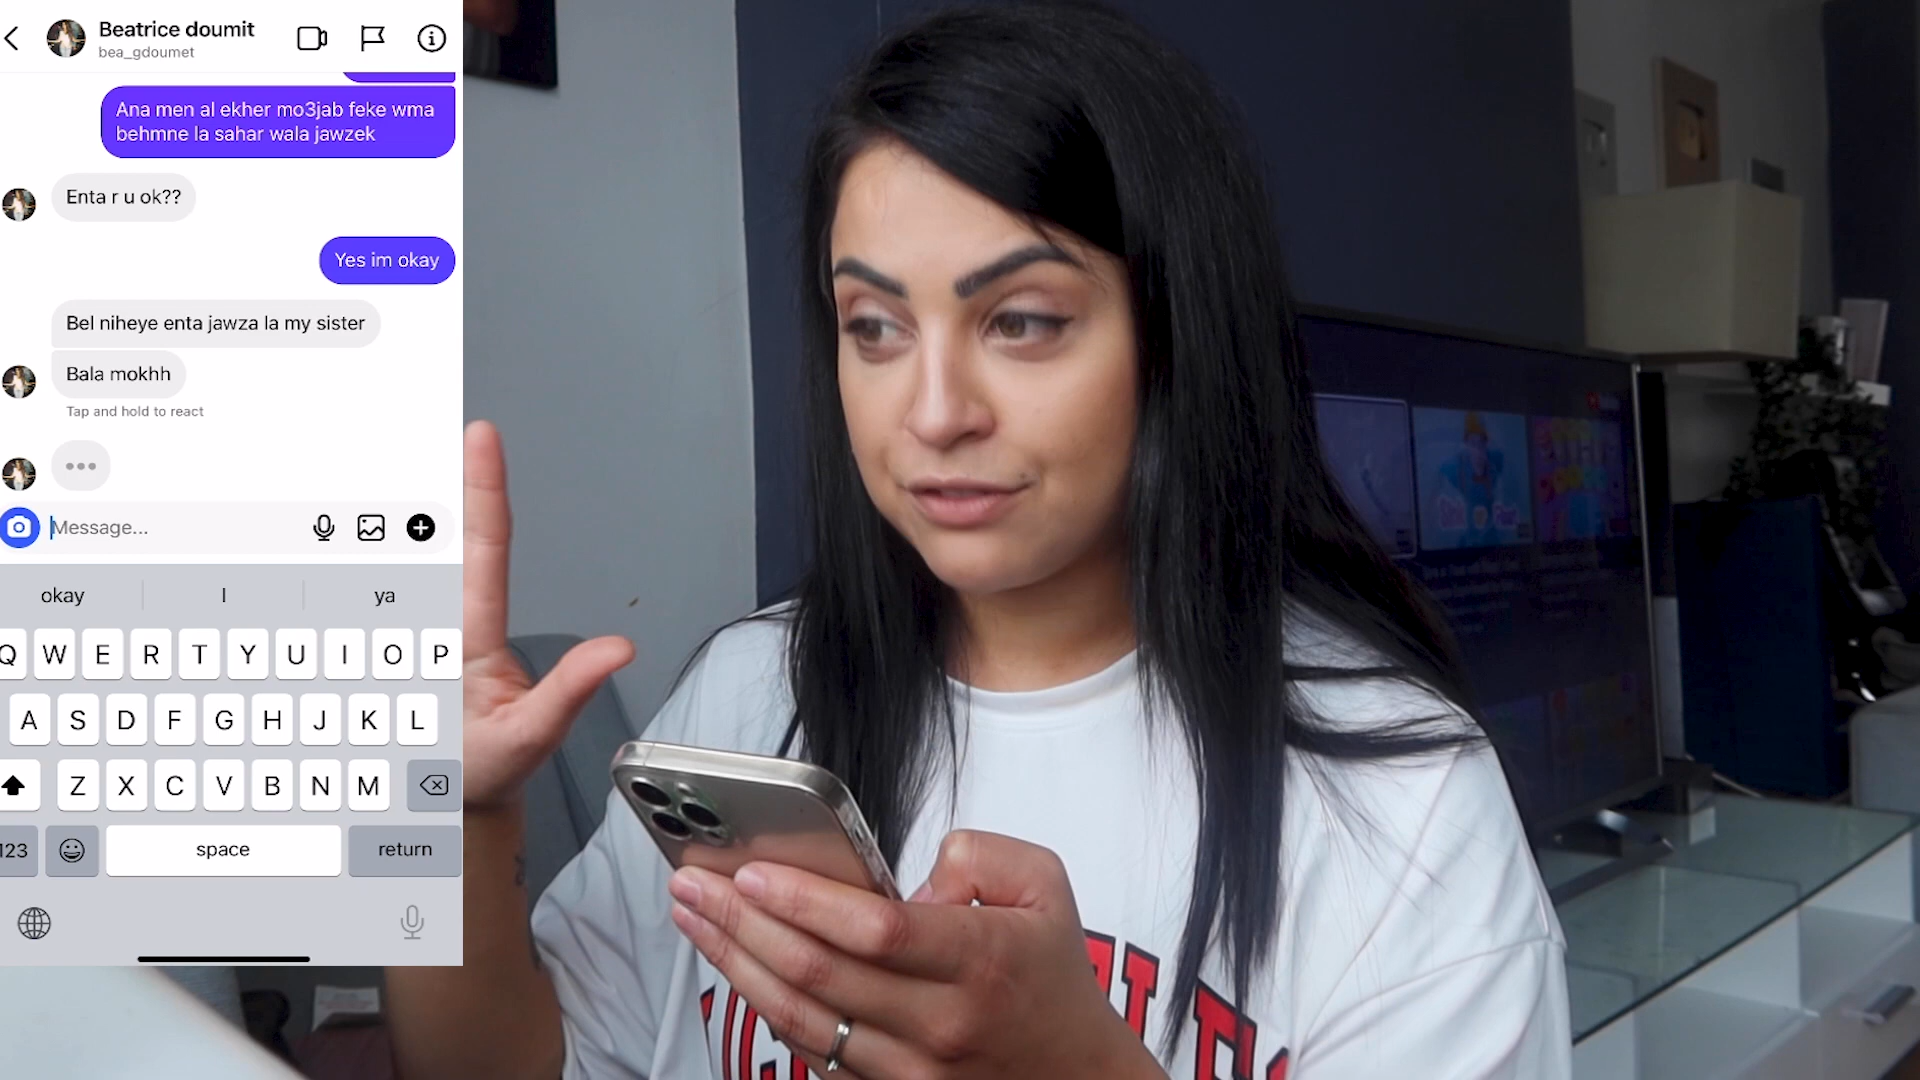 Beatrice doumit
bea_gdoumet
Ana men al ekher mo3jab feke wma
behmne la sahar wala jawzek
Enta r u ok??
Yes im okay
Bel niheye enta jawza la my sister
Bala mokhh
Tap and hold to react
Message...
okay I ya
Q W E R T Y U I O P
A S D F G H J K L
Z X C V B N M
123 space return